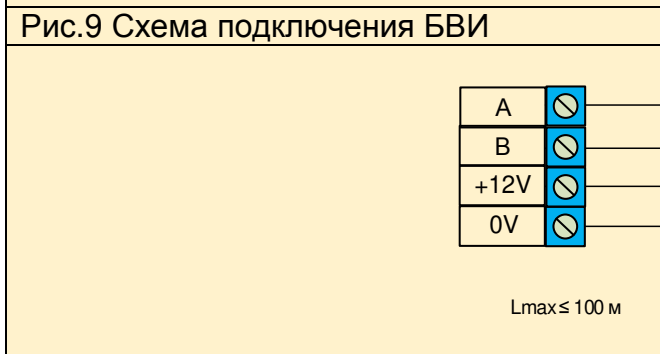 Рис.9 Схема подключения БВИ
A
B
+12V
0V
Lmax≤ 100 м